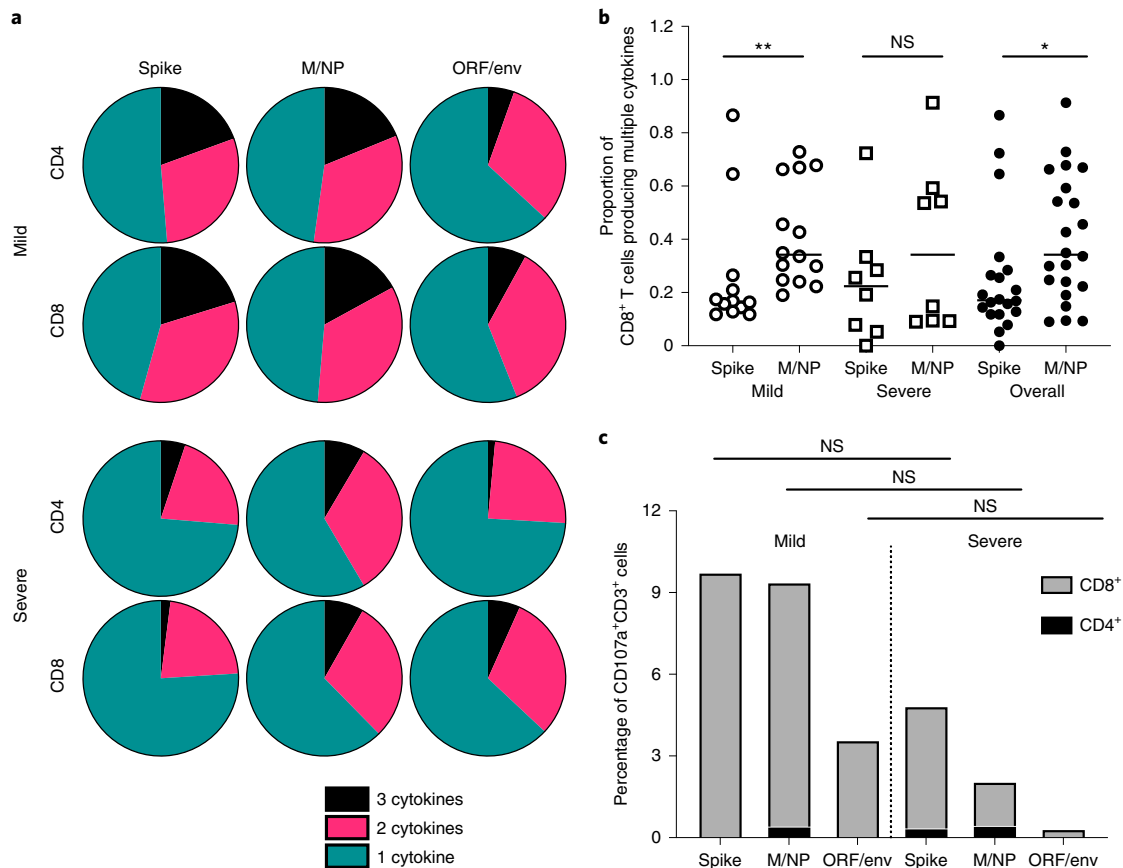 a
Spike
M/NP
ORF/env
Mild
CD4
CD8
Severe
CD4
CD8
3 cytokines
2 cytokines
1 cytokine
b
Proportion of
CD8⁺ T cells producing multiple cytokines
1.2
1.0
0.8
0.6
0.4
0.2
0
**
NS
*
Spike
M/NP
Spike
M/NP
Spike
M/NP
Mild
Severe
Overall
c
NS
NS
NS
Percentage of CD107a⁺CD3⁺ cells
12
9
6
3
0
Mild
Severe
CD8⁺
CD4⁺
Spike
M/NP
ORF/env
Spike
M/NP
ORF/env